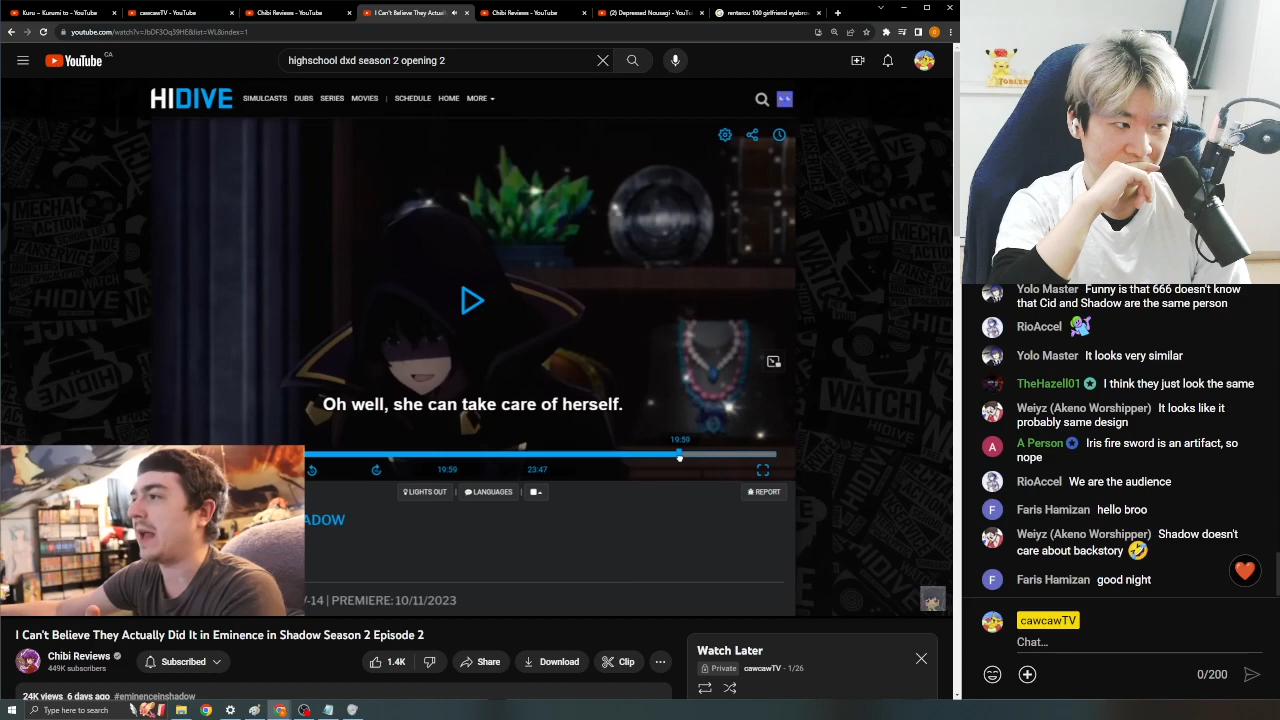 Kuru ~ Kurumi to - YouTube
cawcawTV - YouTube
Chibi Reviews - YouTube
I Can't Believe They Actual
Chibi Reviews - YouTube
(2) Depressed Nousagi - YouT
renterou 100 girlfriend eyebro
youtube.com/watch?v=JbDF3Oq39HE&list=WL&index=1
YouTube CA
highschool dxd season 2 opening 2
HIDIVE
SIMULCASTS DUBS SERIES MOVIES | SCHEDULE HOME MORE
Oh well, she can take care of herself.
19:59
19:59
23:47
LIGHTS OUT | LANGUAGES |
REPORT
ADOW
-14 | PREMIERE: 10/11/2023
I Can't Believe They Actually Did It in Eminence in Shadow Season 2 Episode 2
Chibi Reviews
449K subscribers
Subscribed
1.4K
Share
Download
Clip
24K views 6 days ago #eminenceinshadow
Watch Later
Private cawcawTV - 1/26
Yolo Master Funny is that 666 doesn't know
that Cid and Shadow are the same person
RioAccel
Yolo Master It looks very similar
TheHazell01 I think they just look the same
Weiyz (Akeno Worshipper) It looks like it
probably same design
A Person Iris fire sword is an artifact, so
nope
RioAccel We are the audience
Faris Hamizan hello broo
Weiyz (Akeno Worshipper) Shadow doesn't
care about backstory 🤣
Faris Hamizan good night
cawcawTV
Chat...
0/200
Type here to search